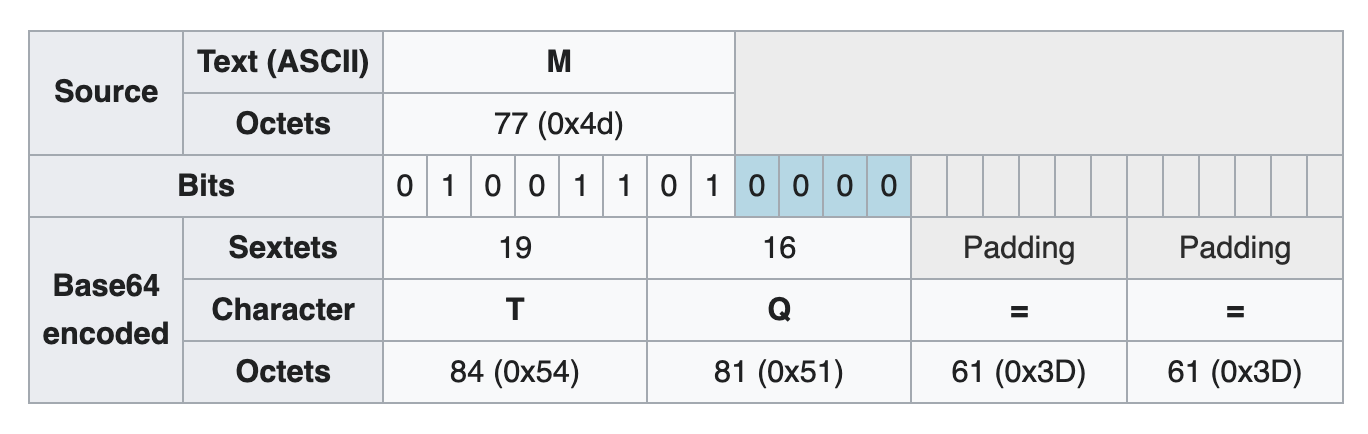 Source Text (ASCII) M
Octets 77 (0x4d)
Bits 0 1 0 0 1 1 0 1 0 0 0 0
Base64 encoded Sextets 19 16 Padding Padding
Character T Q = =
Octets 84 (0x54) 81 (0x51) 61 (0x3D) 61 (0x3D)